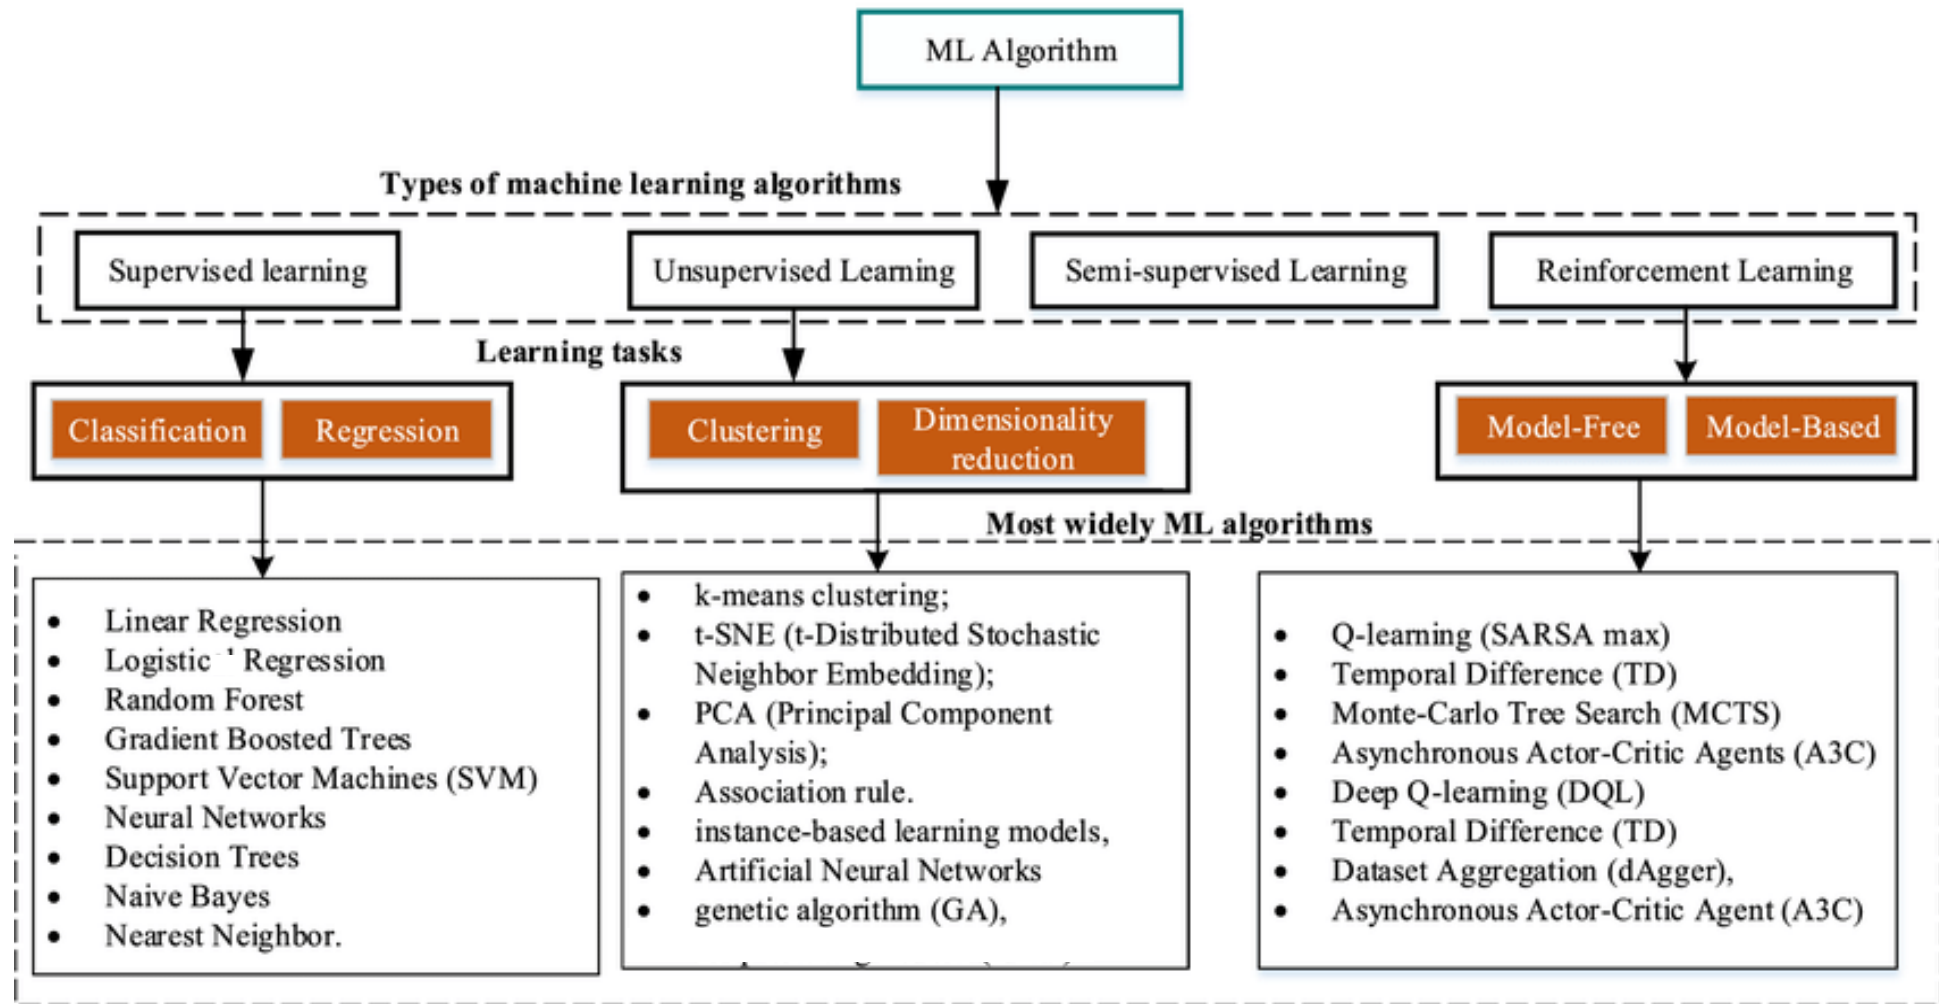 ML Algorithm
Types of machine learning algorithms
Supervised learning
Unsupervised Learning
Semi-supervised Learning
Reinforcement Learning
Learning tasks
Classification
Regression
Clustering
Dimensionality
reduction
Model-Free
Model-Based
Most widely ML algorithms
• Linear Regression
• Logistic Regression
• Random Forest
• Gradient Boosted Trees
• Support Vector Machines (SVM)
• Neural Networks
• Decision Trees
• Naive Bayes
• Nearest Neighbor.
• k-means clustering;
• t-SNE (t-Distributed Stochastic
Neighbor Embedding);
• PCA (Principal Component
Analysis);
• Association rule.
• instance-based learning models,
• Artificial Neural Networks
• genetic algorithm (GA),
• Q-learning (SARSA max)
• Temporal Difference (TD)
• Monte-Carlo Tree Search (MCTS)
• Asynchronous Actor-Critic Agents (A3C)
• Deep Q-learning (DQL)
• Temporal Difference (TD)
• Dataset Aggregation (dAgger),
• Asynchronous Actor-Critic Agent (A3C)